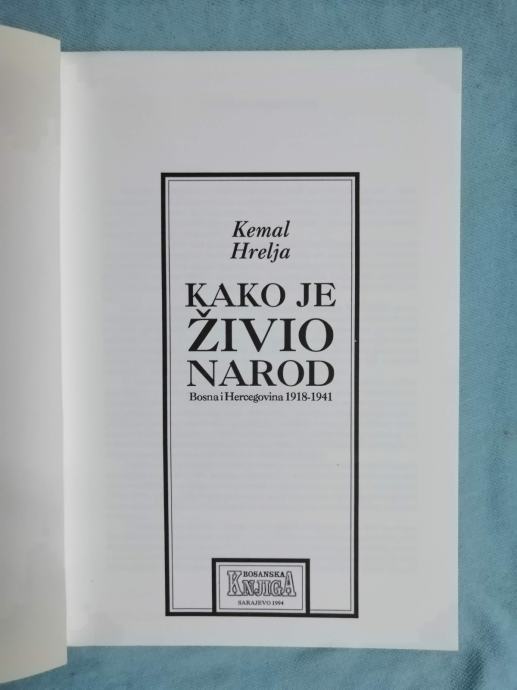 Kemal
Hrelja
KAKO JE
ŽIVIO
NAROD
Bosna i Hercegovina 1918-1941
BOSANSKA
KNJIGA
SARAJEVO 1994